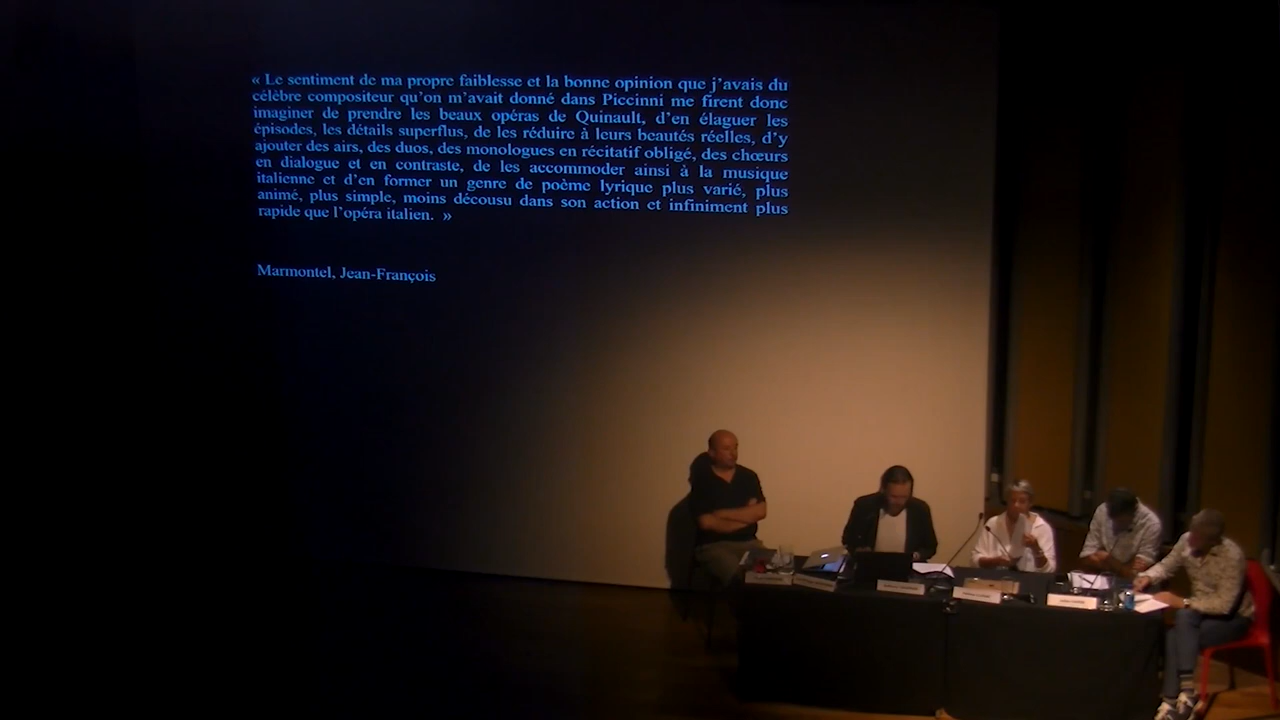 « Le sentiment de ma propre faiblesse et la bonne opinion que j'avais du
célèbre compositeur qu'on m'avait donné dans Piccinni me firent donc
imaginer de prendre les beaux opéras de Quinault, d'en élaguer les
épisodes, les détails superflus, de les réduire à leurs beautés réelles, d'y
ajouter des airs, des duos, des monologues en récitatif obligé, des chœurs
en dialogue et en contraste, de les accommoder ainsi à la musique
italienne et d'en former un genre de poème lyrique plus varié, plus
animé, plus simple, moins décousu dans son action et infiniment plus
rapide que l'opéra italien. »
Marmontel, Jean-François